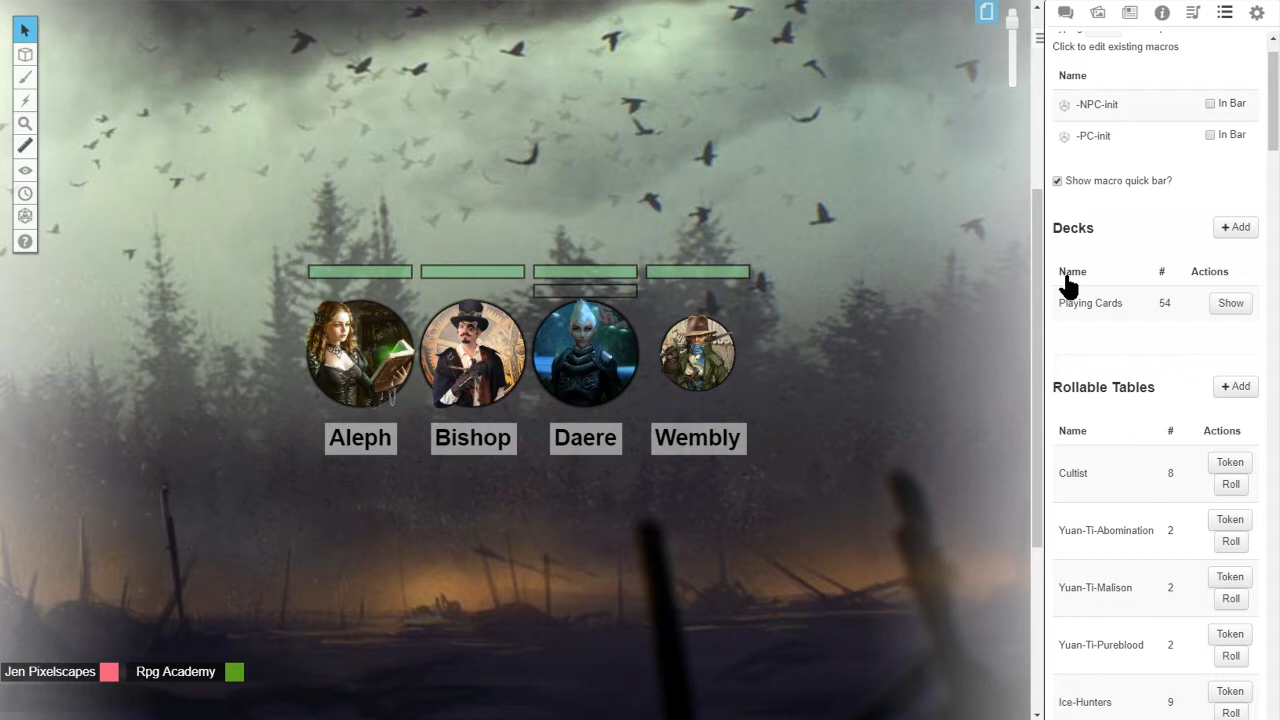 Click to edit existing macros
Name
-NPC-init In Bar
-PC-init In Bar
Show macro quick bar?
Decks + Add
Name # Actions
Playing Cards 54 Show
Rollable Tables + Add
Name # Actions
Cultist 8 Token
Roll
Yuan-Ti-Abomination 2 Token
Roll
Yuan-Ti-Malison 2 Token
Roll
Yuan-Ti-Pureblood 2 Token
Roll
Ice-Hunters 9 Token
Roll
Aleph Bishop Daere Wembly
Jen Pixelscapes Rpg Academy